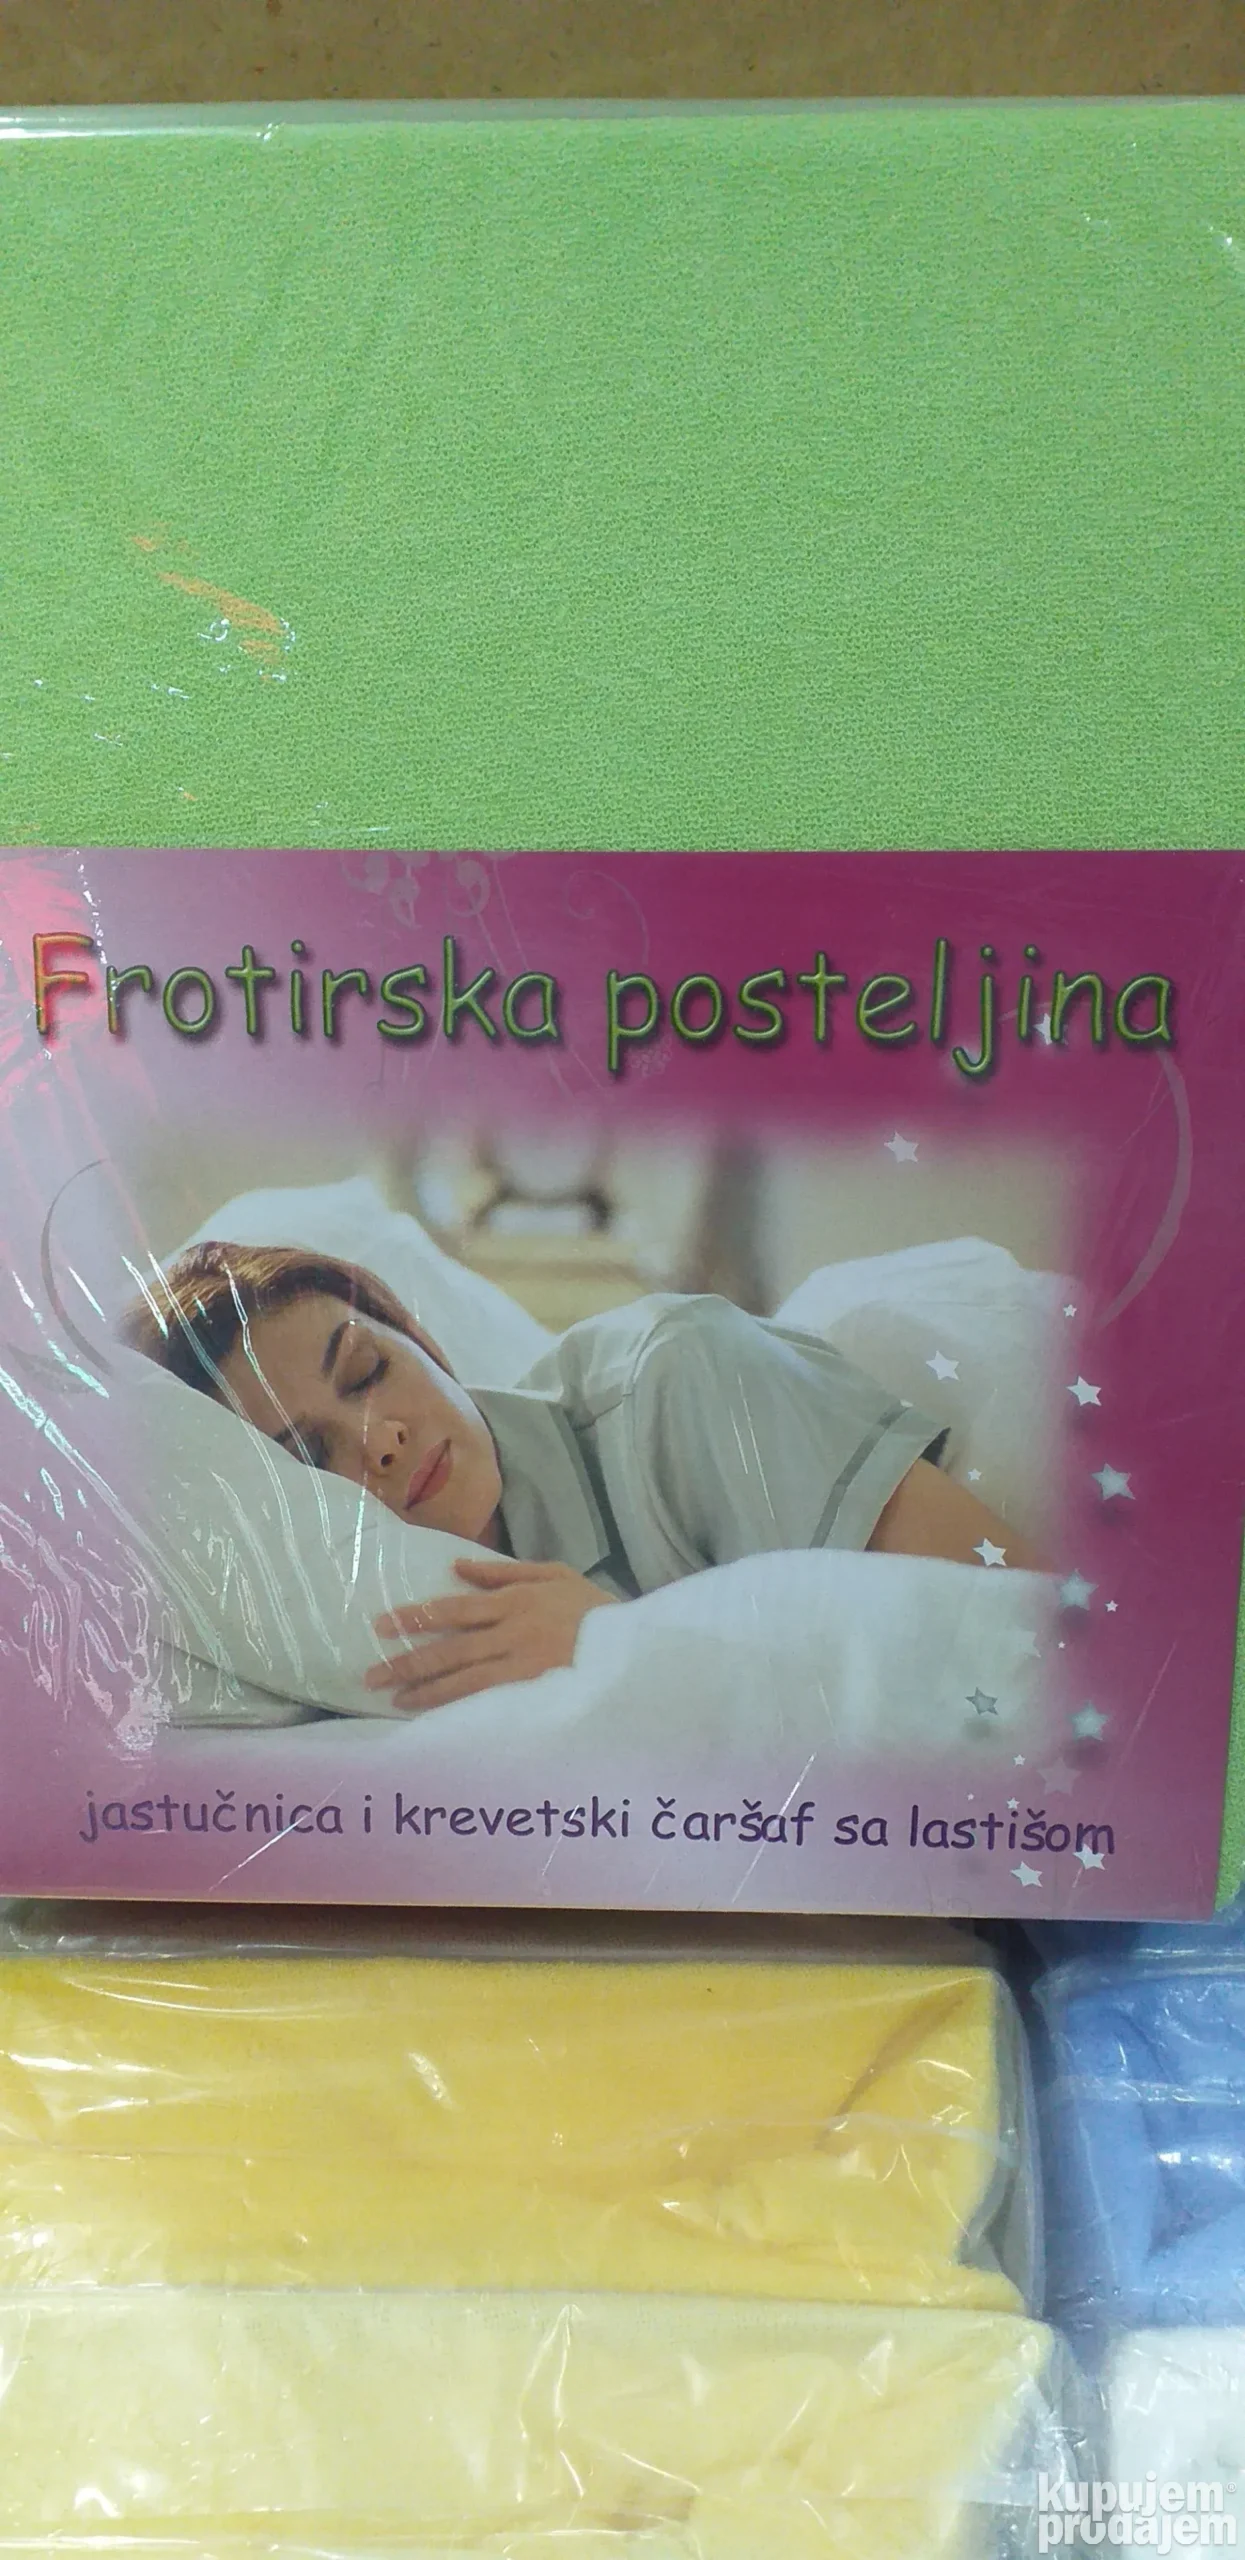 Frotirska posteljina
jastučnica i krevetski čaršaf sa lastišom
kupujem
prodajem